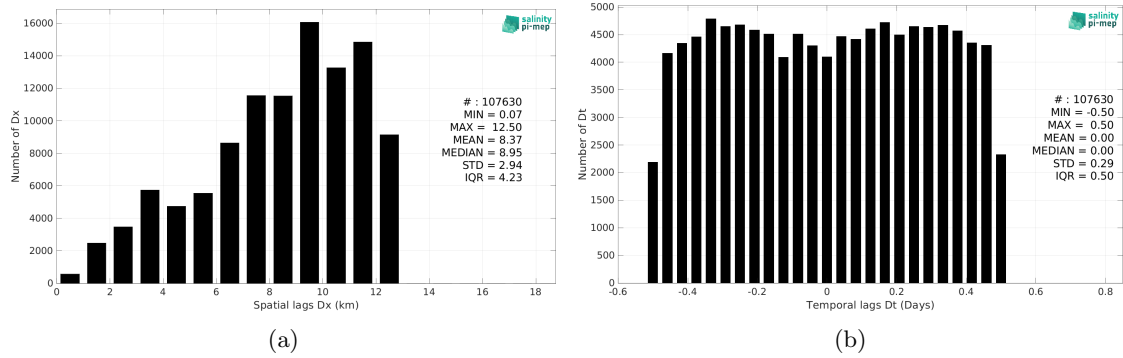 salinity
pi-mep
16000
14000
12000
10000
8000
6000
4000
2000
0
Number of Dx
# : 107630
MIN = 0.07
MAX = 12.50
MEAN = 8.37
MEDIAN = 8.95
STD = 2.94
IQR = 4.23
0 2 4 6 8 10 12 14 16 18
Spatial lags Dx (km)
(a)
salinity
pi-mep
5000
4500
4000
3500
3000
2500
2000
1500
1000
500
0
Number of Dt
# : 107630
MIN = -0.50
MAX = 0.50
MEAN = 0.00
MEDIAN = 0.00
STD = 0.29
IQR = 0.50
-0.6 -0.4 -0.2 0 0.2 0.4 0.6 0.8
Temporal lags Dt (Days)
(b)